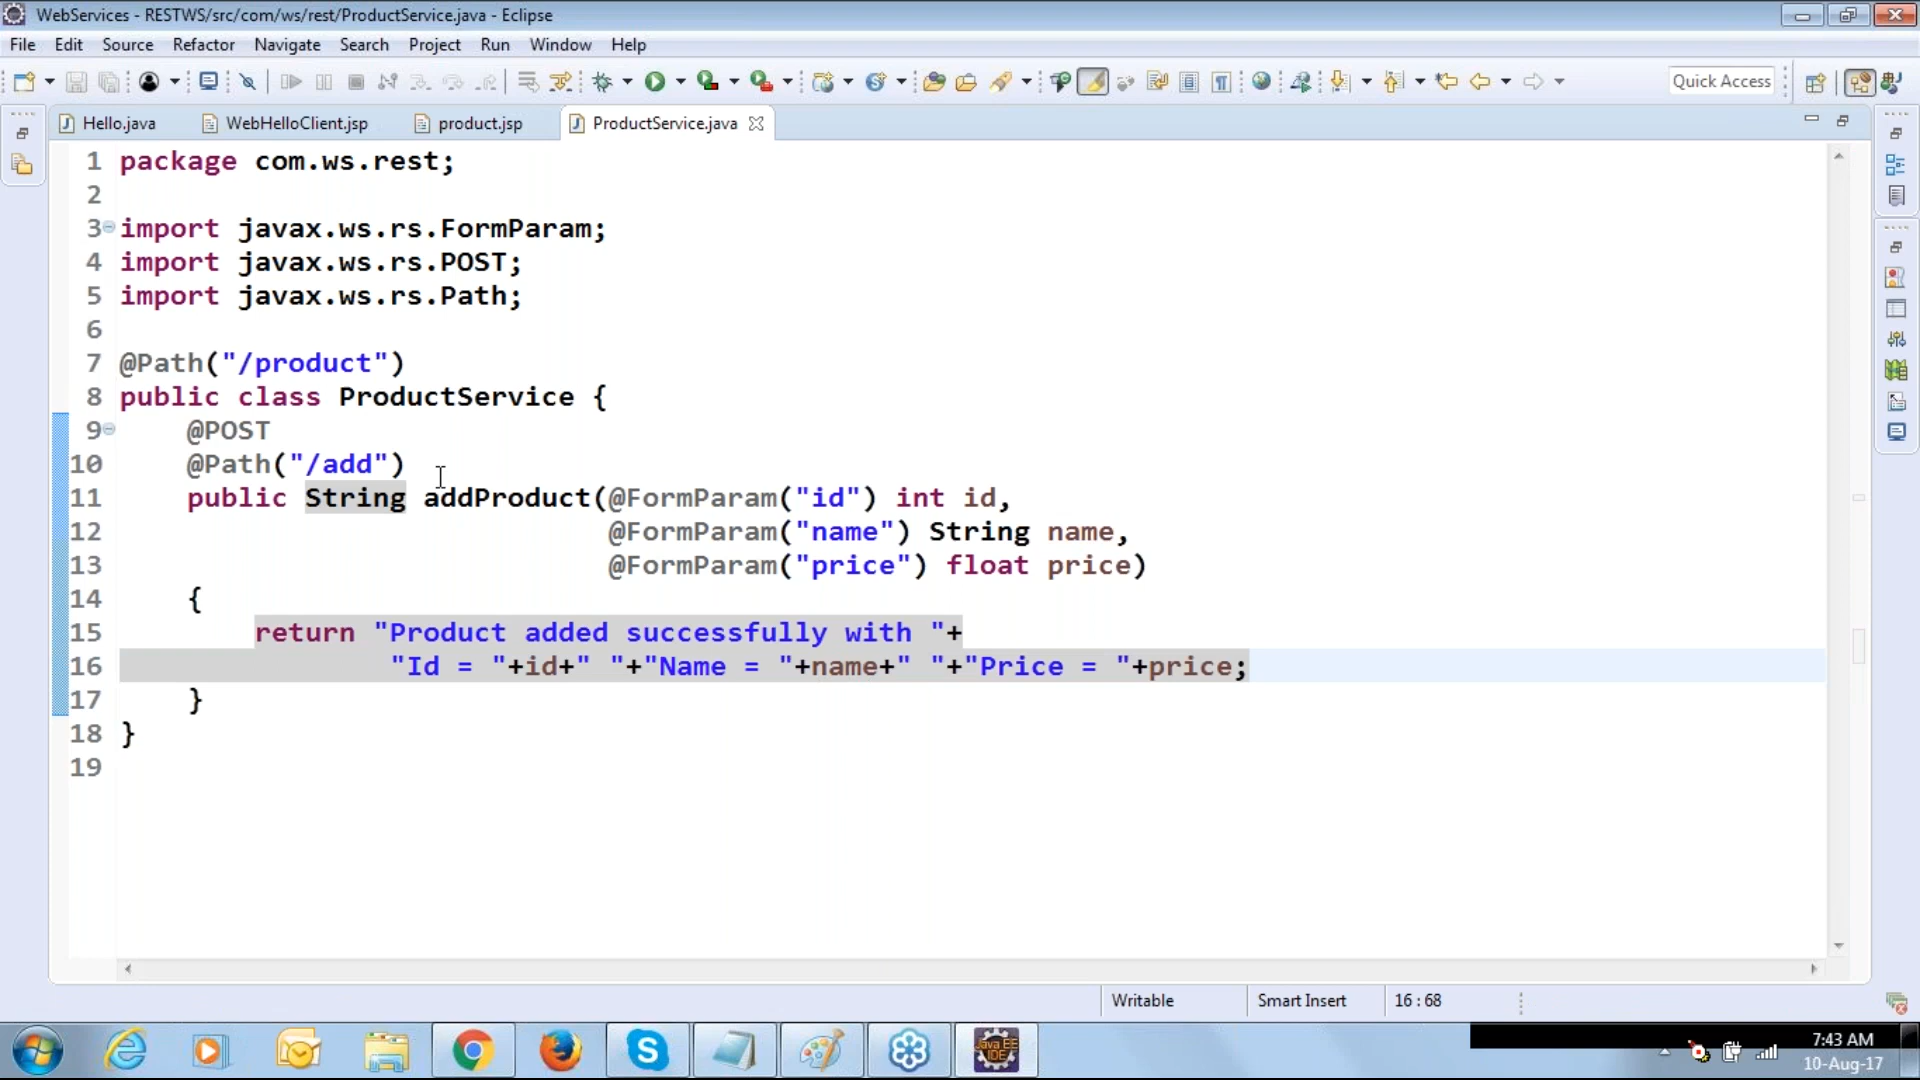 WebServices - RESTWS/src/com/ws/rest/ProductService.java - Eclipse
File Edit Source Refactor Navigate Search Project Run Window Help
Quick Access
Hello.java WebHelloClient.jsp product.jsp ProductService.java
1 package com.ws.rest;
2
3 import javax.ws.rs.FormParam;
4 import javax.ws.rs.POST;
5 import javax.ws.rs.Path;
6
7 @Path("/product")
8 public class ProductService {
9 @POST
10 @Path("/add")
11 public String addProduct(@FormParam("id") int id,
12 @FormParam("name") String name,
13 @FormParam("price") float price)
14 {
15 return "Product added successfully with "+
16 "Id = "+id+" "+"Name = "+name+" "+"Price = "+price;
17 }
18 }
19
Writable Smart Insert 16 : 68
Java EE
IDE
7:43 AM
10-Aug-17